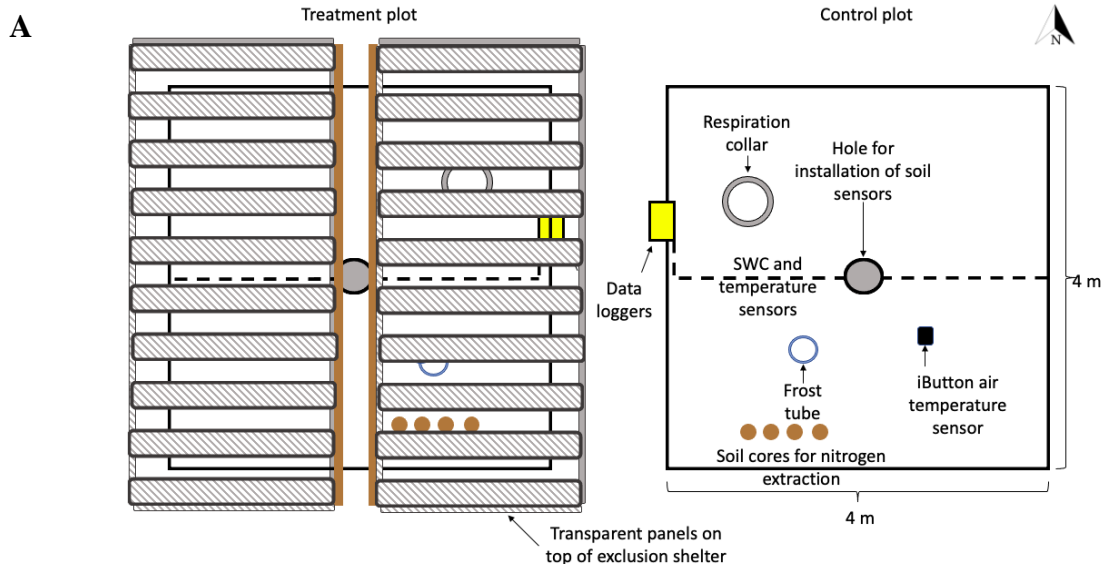 A
Treatment plot
Control plot
N
Respiration
collar
Hole for
installation of soil
sensors
SWC and
temperature
sensors
Data
loggers
4 m
Frost
tube
iButton air
temperature
sensor
Soil cores for nitrogen
extraction
4 m
Transparent panels on
top of exclusion shelter